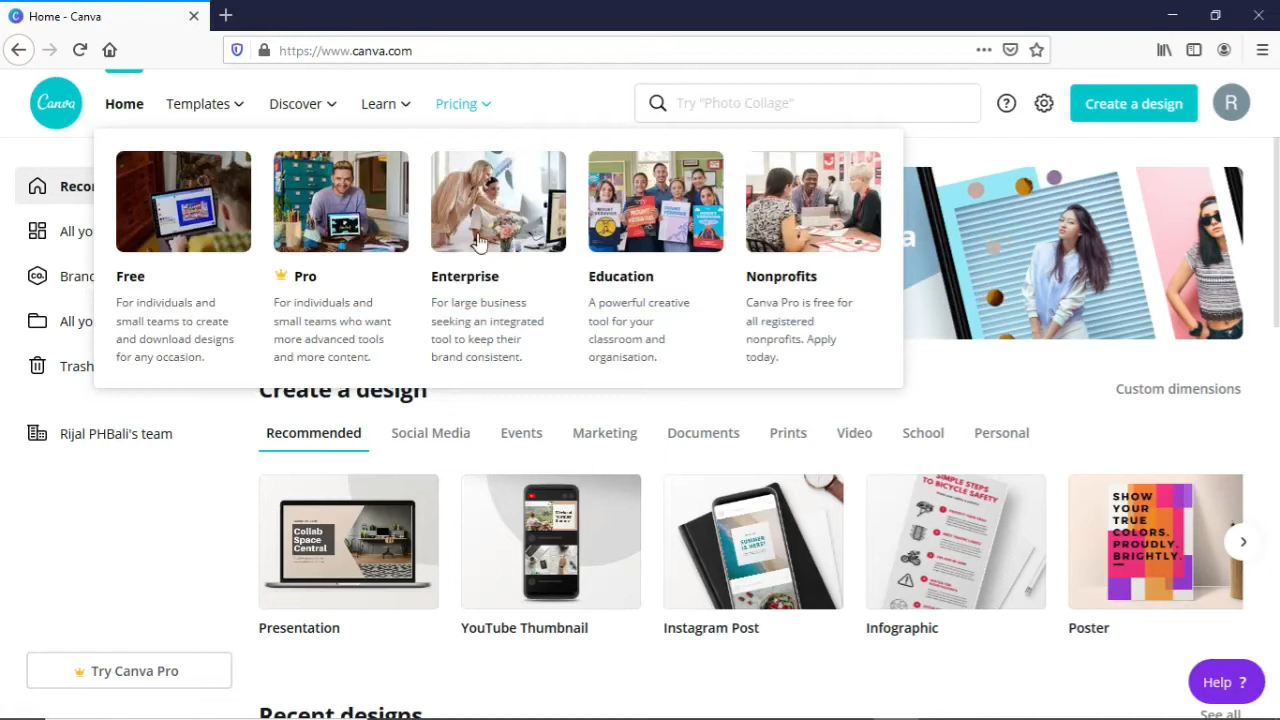 Home - Canva
https://www.canva.com
Canva
Home
Templates
Discover
Learn
Pricing
Try "Photo Collage"
Create a design
R
Free
For individuals and
small teams to create
and download designs
for any occasion.
Pro
For individuals and
small teams who want
more advanced tools
and more content.
Enterprise
For large business
seeking an integrated
tool to keep their
brand consistent.
Education
A powerful creative
tool for your
classroom and
organisation.
Nonprofits
Canva Pro is free for
all registered
nonprofits. Apply
today.
All yo
CO.
All yo
Trash
Rijal PHBali's team
Try Canva Pro
Create a design
Custom dimensions
Recommended
Social Media
Events
Marketing
Documents
Prints
Video
School
Personal
Collab
Space
Central
SUMMER
IS HERE!
SIMPLE STEPS
TO BICYCLE SAFETY
SHOW
YOUR
TRUE
COLORS.
PROUDLY.
BRIGHTLY.
Presentation
YouTube Thumbnail
Instagram Post
Infographic
Poster
Help ?
Recent designs
See all